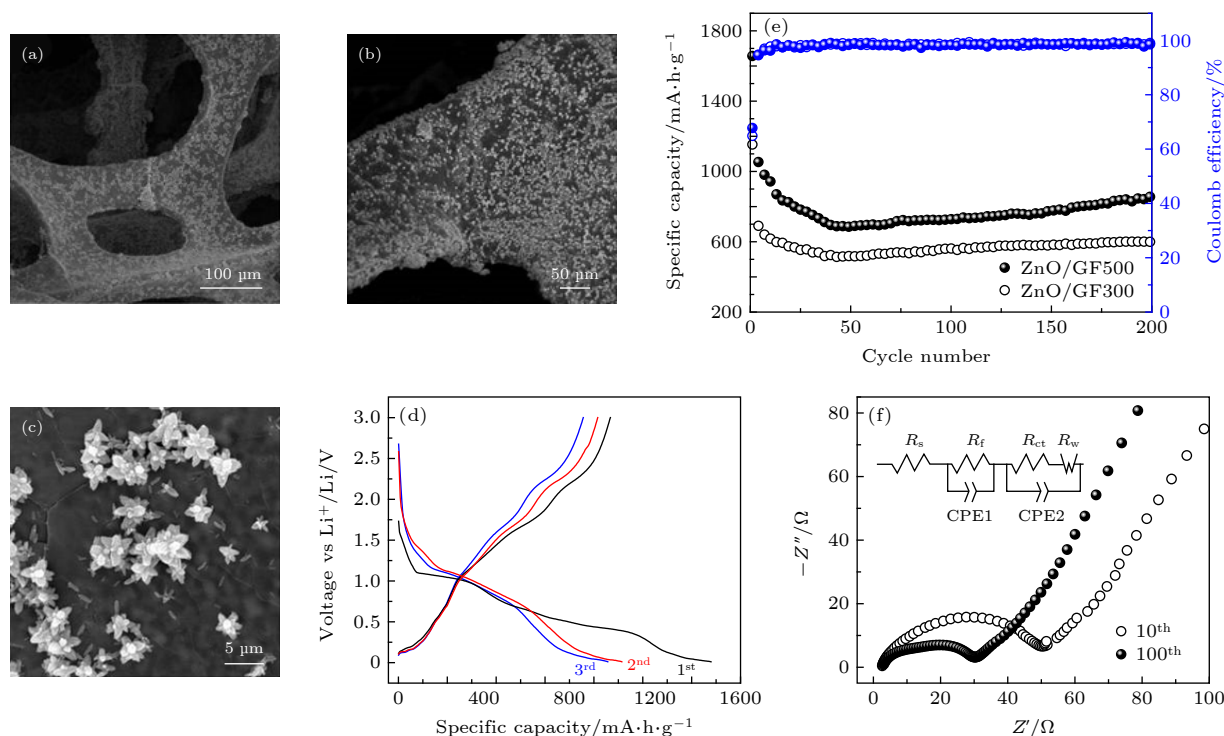 (a)
100 µm
(b)
50 µm
(e)
1800
1600
1400
1200
1000
800
600
400
200
Specific capacity/mA·h·g⁻¹
100
80
60
40
20
0
Coulomb efficiency/%
ZnO/GF500
ZnO/GF300
0 50 100 150 200
Cycle number
(c)
5 µm
(d)
3.0
2.5
2.0
1.5
1.0
0.5
0
Voltage vs Li⁺/Li/V
3ʳᵈ 2ⁿᵈ 1ˢᵗ
0 400 800 1200 1600
Specific capacity/mA·h·g⁻¹
(f)
80
60
40
20
0
−Z″/Ω
Rs Rf Rct Rw
CPE1 CPE2
10ᵗʰ
100ᵗʰ
0 20 40 60 80 100
Z′/Ω